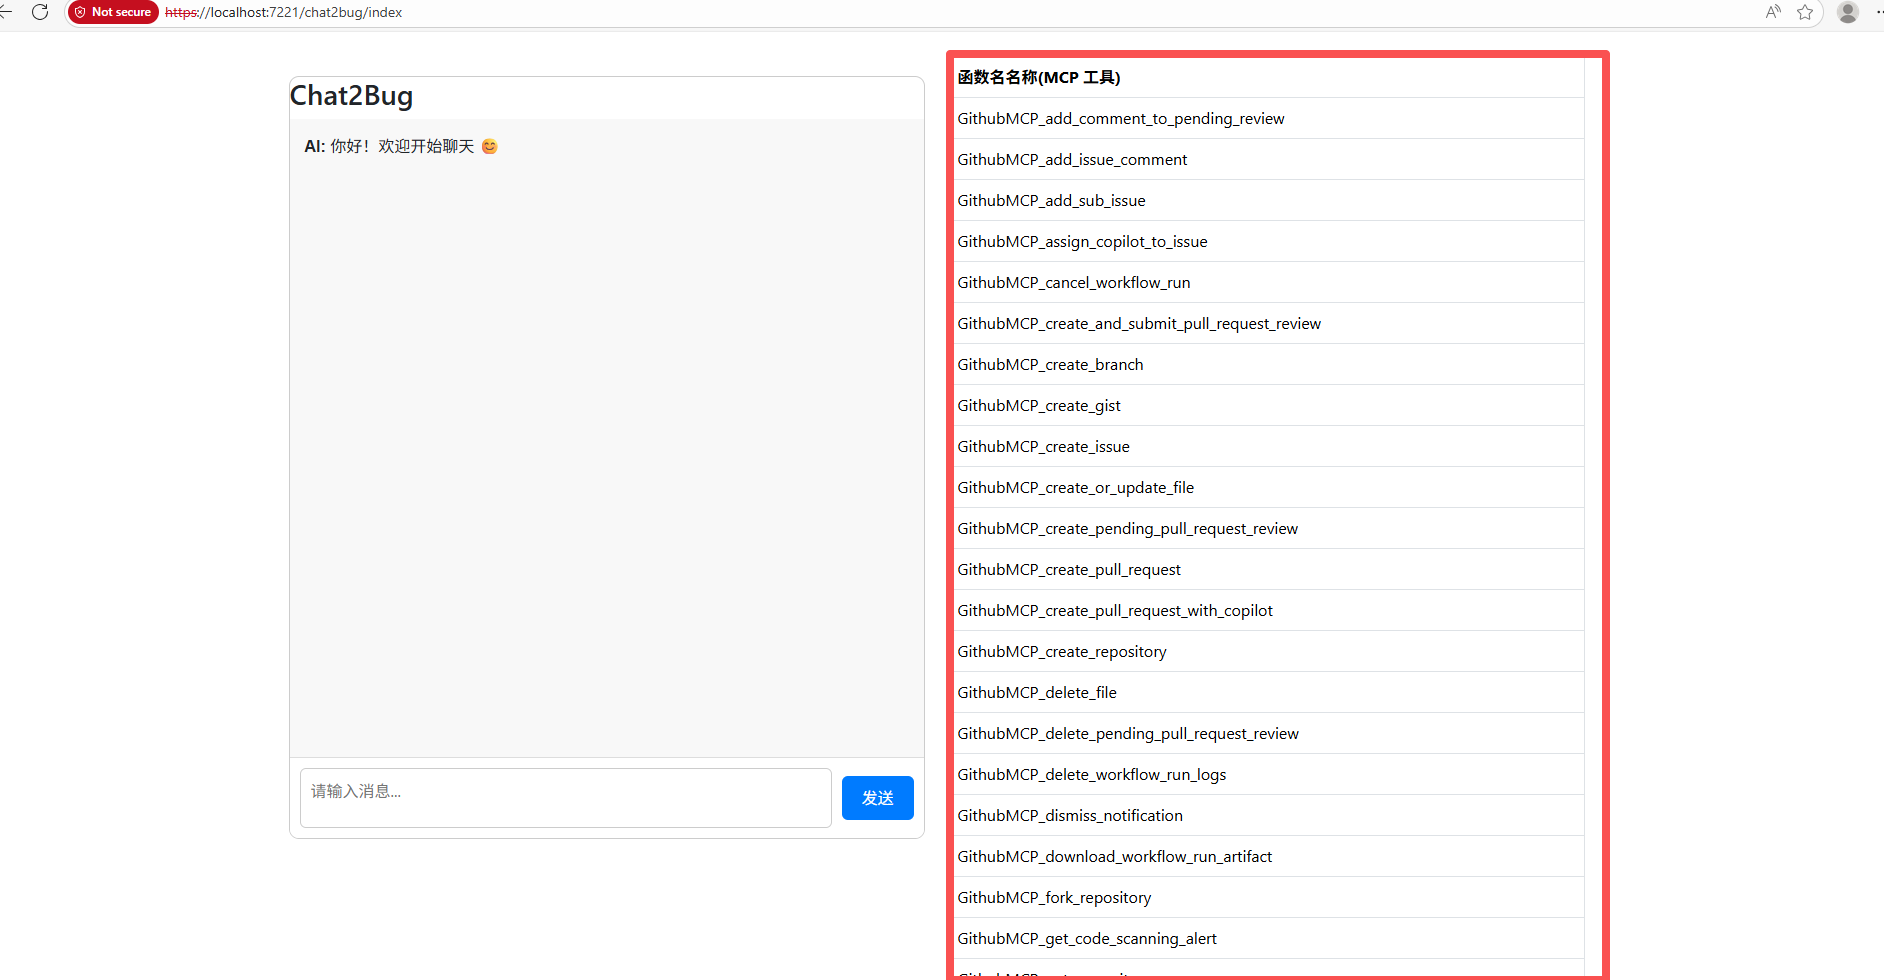 Not secure
https://localhost:7221/chat2bug/index
Chat2Bug
AI: 你好！欢迎开始聊天 😊
请输入消息...
发送
函数名名称(MCP 工具)
GithubMCP_add_comment_to_pending_review
GithubMCP_add_issue_comment
GithubMCP_add_sub_issue
GithubMCP_assign_copilot_to_issue
GithubMCP_cancel_workflow_run
GithubMCP_create_and_submit_pull_request_review
GithubMCP_create_branch
GithubMCP_create_gist
GithubMCP_create_issue
GithubMCP_create_or_update_file
GithubMCP_create_pending_pull_request_review
GithubMCP_create_pull_request
GithubMCP_create_pull_request_with_copilot
GithubMCP_create_repository
GithubMCP_delete_file
GithubMCP_delete_pending_pull_request_review
GithubMCP_delete_workflow_run_logs
GithubMCP_dismiss_notification
GithubMCP_download_workflow_run_artifact
GithubMCP_fork_repository
GithubMCP_get_code_scanning_alert